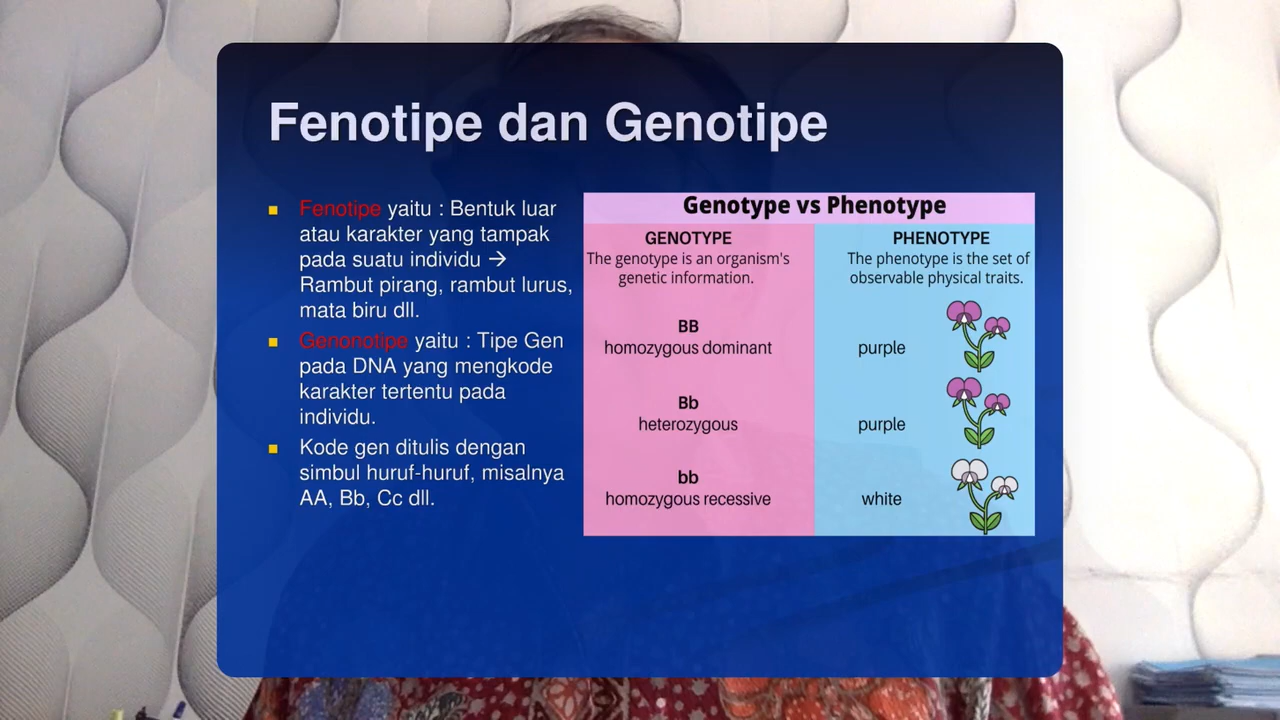 Fenotipe dan Genotipe
Fenotipe yaitu : Bentuk luar
atau karakter yang tampak
pada suatu individu →
Rambut pirang, rambut lurus,
mata biru dll.
Genonotipe yaitu : Tipe Gen
pada DNA yang mengkode
karakter tertentu pada
individu.
Kode gen ditulis dengan
simbul huruf-huruf, misalnya
AA, Bb, Cc dll.
Genotype vs Phenotype
GENOTYPE
The genotype is an organism's
genetic information.
PHENOTYPE
The phenotype is the set of
observable physical traits.
BB
homozygous dominant
purple
Bb
heterozygous
purple
bb
homozygous recessive
white